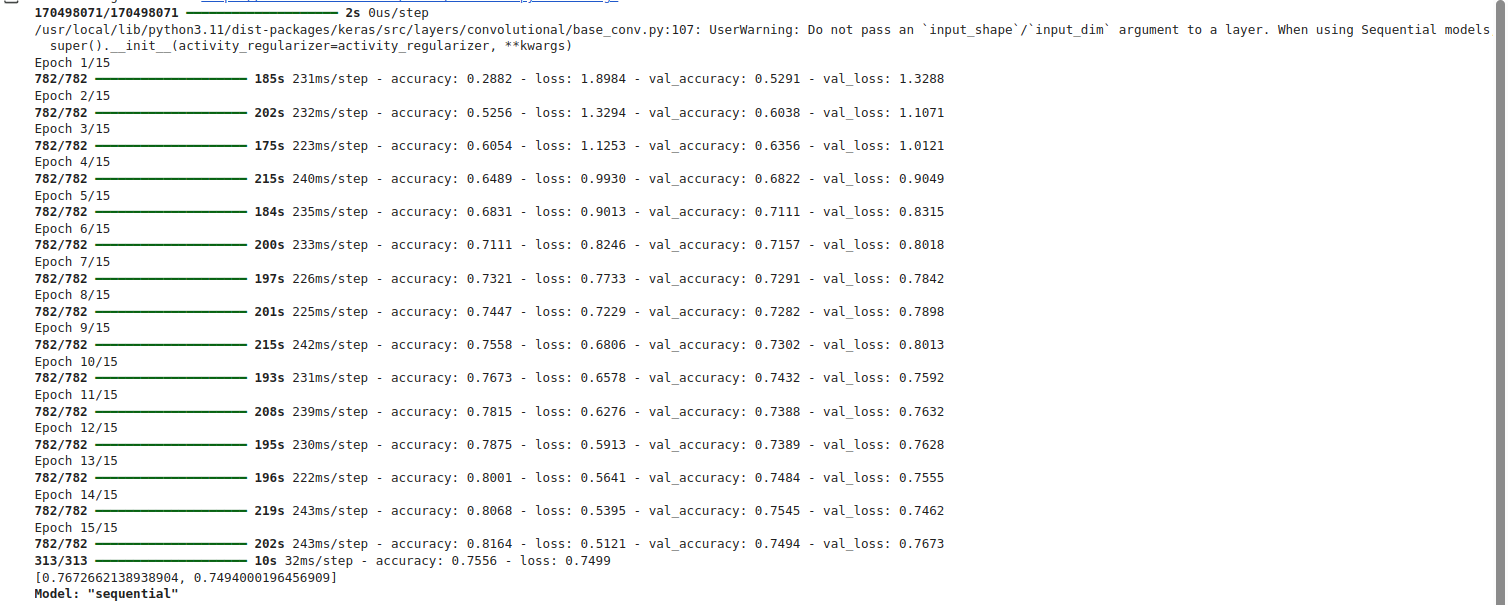 170498071/170498071 ━━━━━━━━━━━━━━━━━━━━ 2s 0us/step
/usr/local/lib/python3.11/dist-packages/keras/src/layers/convolutional/base_conv.py:107: UserWarning: Do not pass an `input_shape`/`input_dim` argument to a layer. When using Sequential models
  super().__init__(activity_regularizer=activity_regularizer, **kwargs)
Epoch 1/15
782/782 ━━━━━━━━━━━━━━━━━━━━ 185s 231ms/step - accuracy: 0.2882 - loss: 1.8984 - val_accuracy: 0.5291 - val_loss: 1.3288
Epoch 2/15
782/782 ━━━━━━━━━━━━━━━━━━━━ 202s 232ms/step - accuracy: 0.5256 - loss: 1.3294 - val_accuracy: 0.6038 - val_loss: 1.1071
Epoch 3/15
782/782 ━━━━━━━━━━━━━━━━━━━━ 175s 223ms/step - accuracy: 0.6054 - loss: 1.1253 - val_accuracy: 0.6356 - val_loss: 1.0121
Epoch 4/15
782/782 ━━━━━━━━━━━━━━━━━━━━ 215s 240ms/step - accuracy: 0.6489 - loss: 0.9930 - val_accuracy: 0.6822 - val_loss: 0.9049
Epoch 5/15
782/782 ━━━━━━━━━━━━━━━━━━━━ 184s 235ms/step - accuracy: 0.6831 - loss: 0.9013 - val_accuracy: 0.7111 - val_loss: 0.8315
Epoch 6/15
782/782 ━━━━━━━━━━━━━━━━━━━━ 200s 233ms/step - accuracy: 0.7111 - loss: 0.8246 - val_accuracy: 0.7157 - val_loss: 0.8018
Epoch 7/15
782/782 ━━━━━━━━━━━━━━━━━━━━ 197s 226ms/step - accuracy: 0.7321 - loss: 0.7733 - val_accuracy: 0.7291 - val_loss: 0.7842
Epoch 8/15
782/782 ━━━━━━━━━━━━━━━━━━━━ 201s 225ms/step - accuracy: 0.7447 - loss: 0.7229 - val_accuracy: 0.7282 - val_loss: 0.7898
Epoch 9/15
782/782 ━━━━━━━━━━━━━━━━━━━━ 215s 242ms/step - accuracy: 0.7558 - loss: 0.6806 - val_accuracy: 0.7302 - val_loss: 0.8013
Epoch 10/15
782/782 ━━━━━━━━━━━━━━━━━━━━ 193s 231ms/step - accuracy: 0.7673 - loss: 0.6578 - val_accuracy: 0.7432 - val_loss: 0.7592
Epoch 11/15
782/782 ━━━━━━━━━━━━━━━━━━━━ 208s 239ms/step - accuracy: 0.7815 - loss: 0.6276 - val_accuracy: 0.7388 - val_loss: 0.7632
Epoch 12/15
782/782 ━━━━━━━━━━━━━━━━━━━━ 195s 230ms/step - accuracy: 0.7875 - loss: 0.5913 - val_accuracy: 0.7389 - val_loss: 0.7628
Epoch 13/15
782/782 ━━━━━━━━━━━━━━━━━━━━ 196s 222ms/step - accuracy: 0.8001 - loss: 0.5641 - val_accuracy: 0.7484 - val_loss: 0.7555
Epoch 14/15
782/782 ━━━━━━━━━━━━━━━━━━━━ 219s 243ms/step - accuracy: 0.8068 - loss: 0.5395 - val_accuracy: 0.7545 - val_loss: 0.7462
Epoch 15/15
782/782 ━━━━━━━━━━━━━━━━━━━━ 202s 243ms/step - accuracy: 0.8164 - loss: 0.5121 - val_accuracy: 0.7494 - val_loss: 0.7673
313/313 ━━━━━━━━━━━━━━━━━━━━ 10s 32ms/step - accuracy: 0.7556 - loss: 0.7499
[0.7672662138938904, 0.7494000196456909]
Model: "sequential"